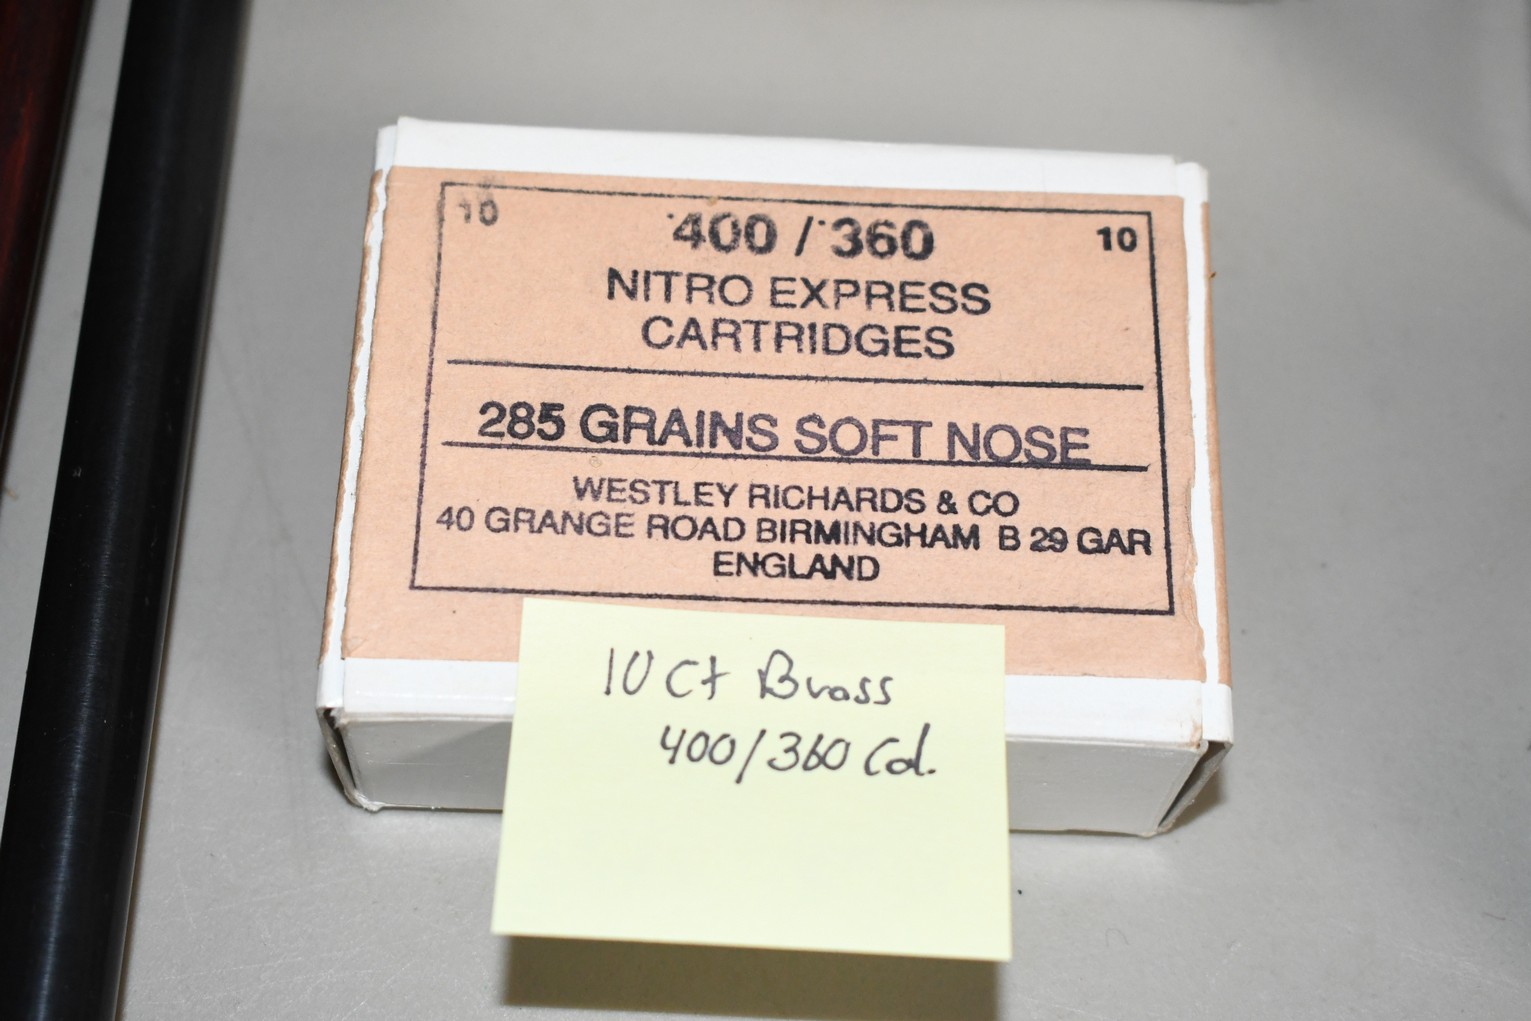 10 10
400 / 360
NITRO EXPRESS
CARTRIDGES
285 GRAINS SOFT NOSE
WESTLEY RICHARDS & CO
40 GRANGE ROAD BIRMINGHAM B 29 GAR
ENGLAND
10 Ct Brass
400/360 Cal.